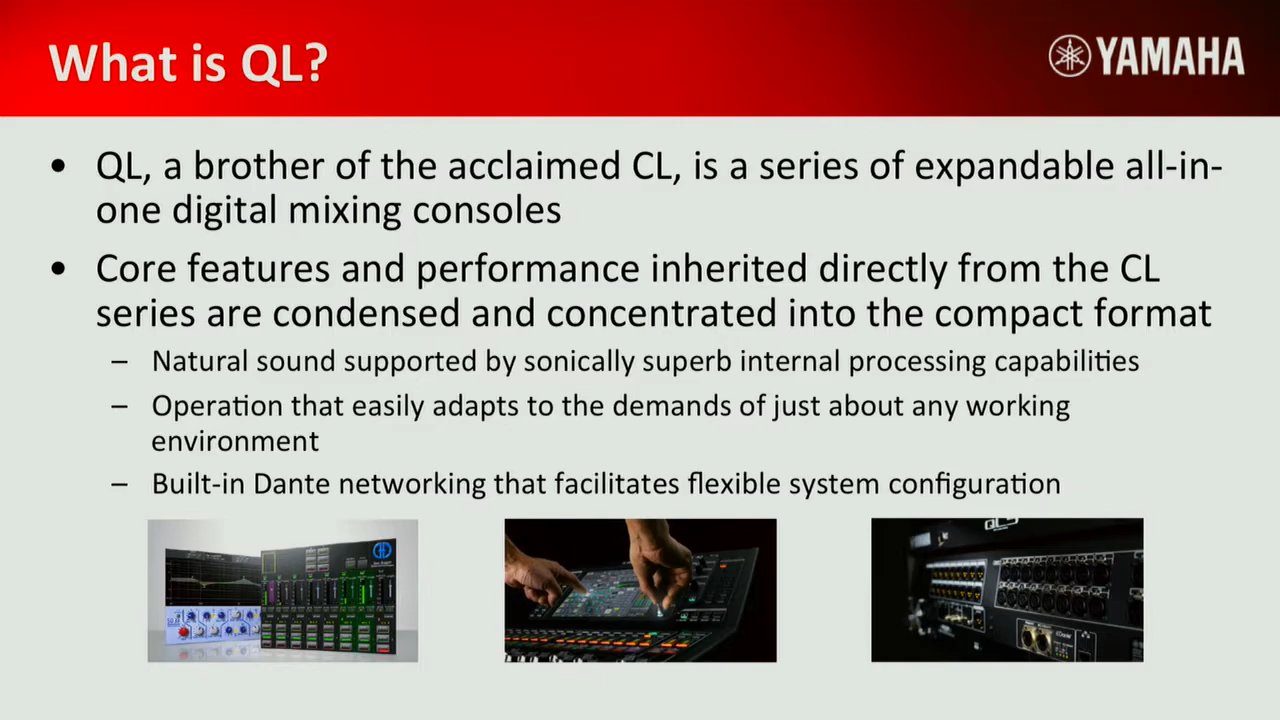 What is QL?
YAMAHA
• QL, a brother of the acclaimed CL, is a series of expandable all-in-
one digital mixing consoles
• Core features and performance inherited directly from the CL
series are condensed and concentrated into the compact format
– Natural sound supported by sonically superb internal processing capabilities
– Operation that easily adapts to the demands of just about any working
environment
– Built-in Dante networking that facilitates flexible system configuration